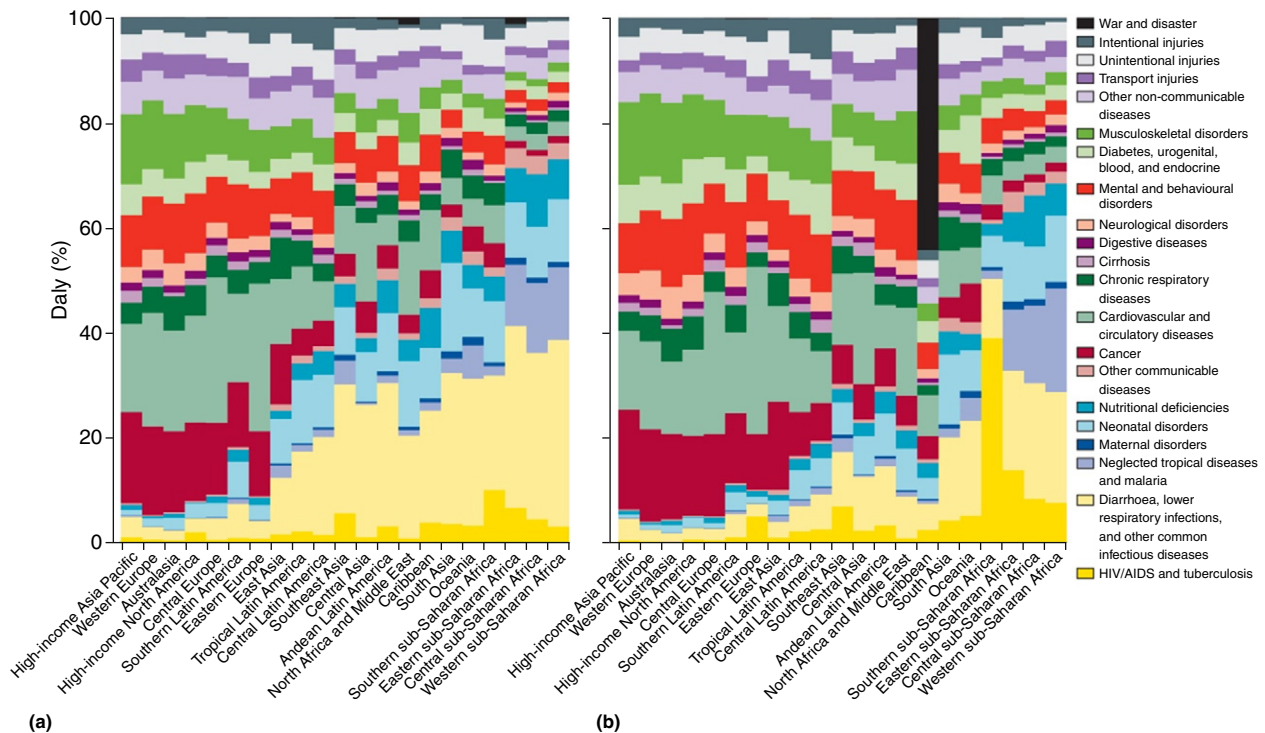 100
80
60
40
20
0
Daly (%)
High-income Asia Pacific
Western Europe
Australasia
High-income North America
Central Europe
Southern Latin America
Eastern Europe
East Asia
Tropical Latin America
Central Latin America
Southeast Asia
Central Asia
Andean Latin America
North Africa and Middle East
Caribbean
South Asia
Oceania
Southern sub-Saharan Africa
Eastern sub-Saharan Africa
Central sub-Saharan Africa
Western sub-Saharan Africa
(a)
100
80
60
40
20
0
High-income Asia Pacific
Western Europe
Australasia
High-income North America
Central Europe
Southern Latin America
Eastern Europe
East Asia
Tropical Latin America
Central Latin America
Southeast Asia
Central Asia
Andean Latin America
North Africa and Middle East
Caribbean
South Asia
Oceania
Southern sub-Saharan Africa
Eastern sub-Saharan Africa
Central sub-Saharan Africa
Western sub-Saharan Africa
(b)
War and disaster
Intentional injuries
Unintentional injuries
Transport injuries
Other non-communicable
diseases
Musculoskeletal disorders
Diabetes, urogenital,
blood, and endocrine
Mental and behavioural
disorders
Neurological disorders
Digestive diseases
Cirrhosis
Chronic respiratory
diseases
Cardiovascular and
circulatory diseases
Cancer
Other communicable
diseases
Nutritional deficiencies
Neonatal disorders
Maternal disorders
Neglected tropical diseases
and malaria
Diarrhoea, lower
respiratory infections,
and other common
infectious diseases
HIV/AIDS and tuberculosis